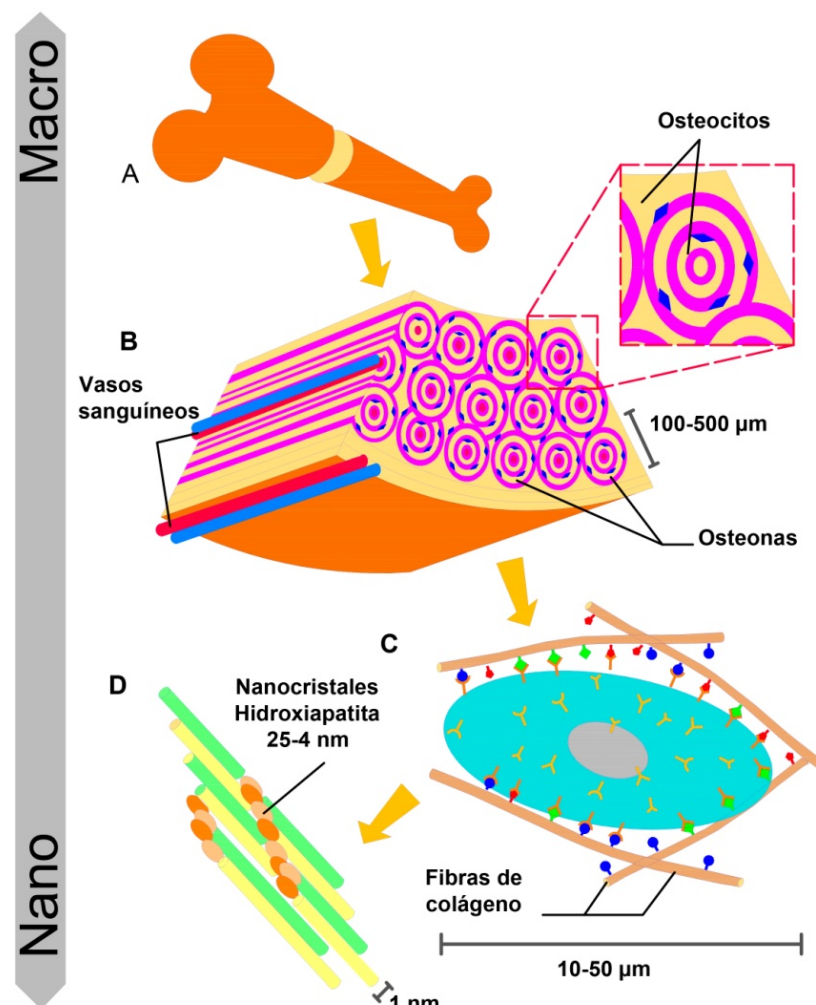 Macro
Osteocitos
A
B
Vasos
sanguíneos
100-500 µm
Osteonas
C
D
Nanocristales
Hidroxiapatita
25-4 nm
Fibras de
colágeno
10-50 µm
1 nm
Nano